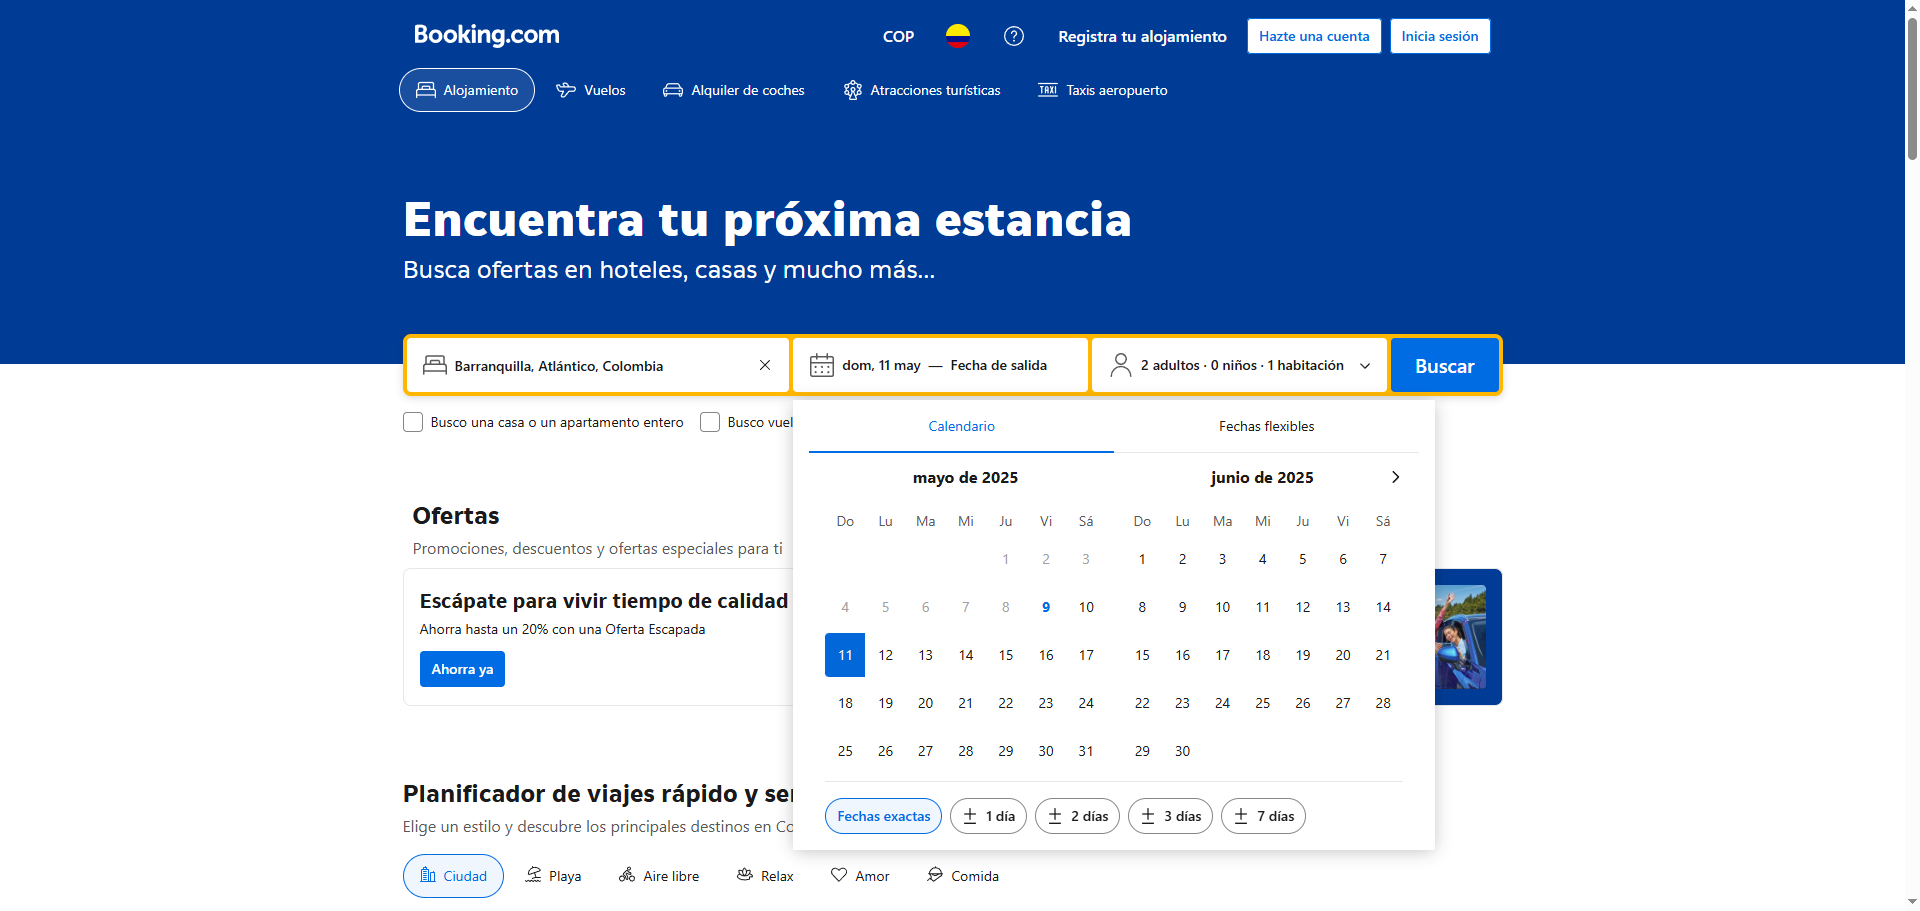 Booking.com
COP
Registra tu alojamiento
Hazte una cuenta
Inicia sesión
Alojamiento
Vuelos
Alquiler de coches
Atracciones turísticas
TAXI Taxis aeropuerto
Encuentra tu próxima estancia
Busca ofertas en hoteles, casas y mucho más...
Barranquilla, Atlántico, Colombia
dom, 11 may — Fecha de salida
2 adultos · 0 niños · 1 habitación
Buscar
Busco una casa o un apartamento entero
Busco vuel
Calendario
Fechas flexibles
mayo de 2025
Do Lu Ma Mi Ju Vi Sá
1 2 3
4 5 6 7 8 9 10
11 12 13 14 15 16 17
18 19 20 21 22 23 24
25 26 27 28 29 30 31
junio de 2025
Do Lu Ma Mi Ju Vi Sá
1 2 3 4 5 6 7
8 9 10 11 12 13 14
15 16 17 18 19 20 21
22 23 24 25 26 27 28
29 30
Fechas exactas
± 1 día
± 2 días
± 3 días
± 7 días
Ofertas
Promociones, descuentos y ofertas especiales para ti
Escápate para vivir tiempo de calidad
Ahorra hasta un 20% con una Oferta Escapada
Ahorra ya
Planificador de viajes rápido y se
Elige un estilo y descubre los principales destinos en Co
Ciudad
Playa
Aire libre
Relax
Amor
Comida